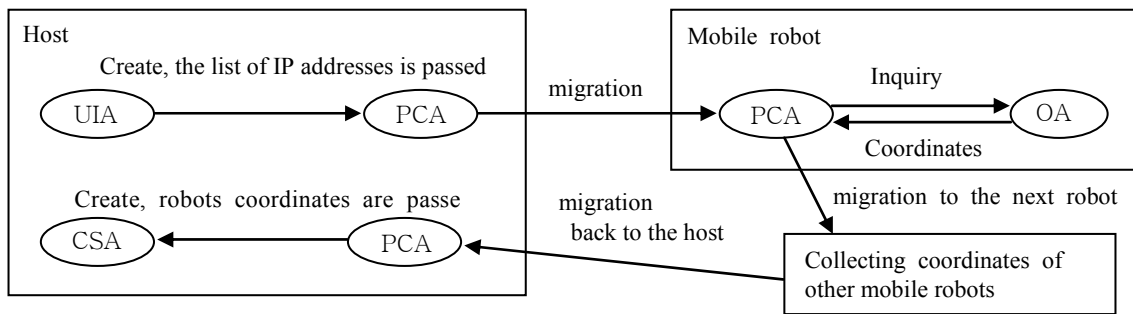 Host
Create, the list of IP addresses is passed
UIA
PCA
migration
Mobile robot
Inquiry
PCA
OA
Coordinates
migration to the next robot
Create, robots coordinates are passe
CSA
PCA
migration
back to the host
Collecting coordinates of
other mobile robots